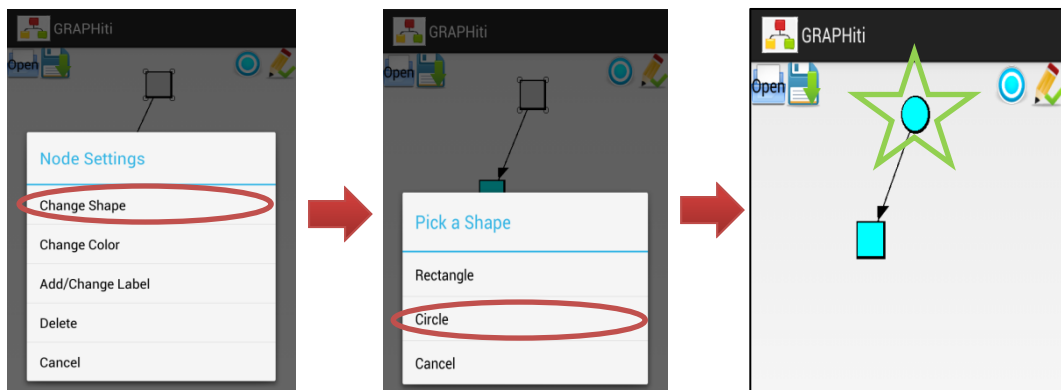 GRAPHiti
Open
Node Settings
Change Shape
Change Color
Add/Change Label
Delete
Cancel
GRAPHiti
Open
Pick a Shape
Rectangle
Circle
Cancel
GRAPHiti
Open